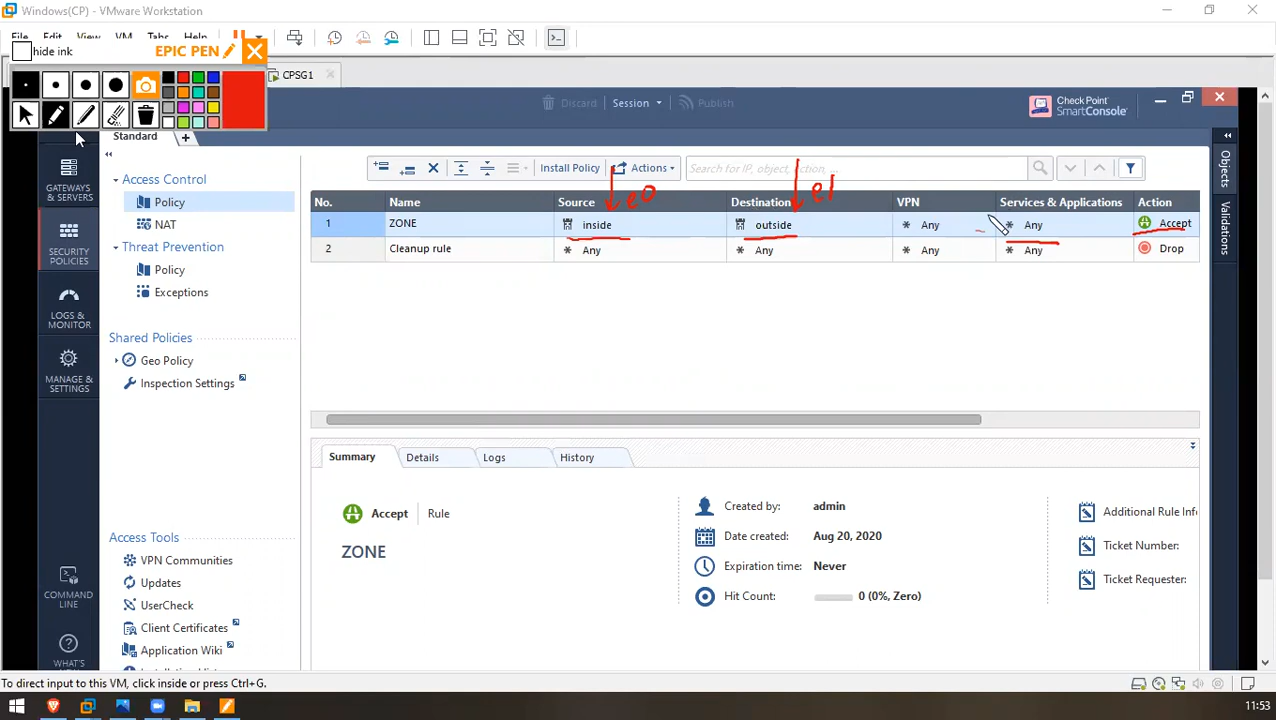 Windows(CP) - VMware Workstation
File Edit View VM Tabs Help
hide ink EPIC PEN
CPSG1
Discard Session Publish
Check Point
SmartConsole
Standard
GATEWAYS
& SERVERS
SECURITY
POLICIES
LOGS &
MONITOR
MANAGE &
SETTINGS
COMMAND
LINE
WHAT'S
Access Control
Policy
NAT
Threat Prevention
Policy
Exceptions
Shared Policies
Geo Policy
Inspection Settings
Access Tools
VPN Communities
Updates
UserCheck
Client Certificates
Application Wiki
Install Policy Actions Search for IP, object, action, ...
e0 e1
No. Name Source Destination VPN Services & Applications Action
1 ZONE inside outside * Any * Any Accept
2 Cleanup rule * Any * Any * Any * Any Drop
Summary Details Logs History
Accept Rule
ZONE
Created by: admin
Date created: Aug 20, 2020
Expiration time: Never
Hit Count: 0 (0%, Zero)
Additional Rule Inf
Ticket Number:
Ticket Requester:
Objects
Validations
To direct input to this VM, click inside or press Ctrl+G.
11:53